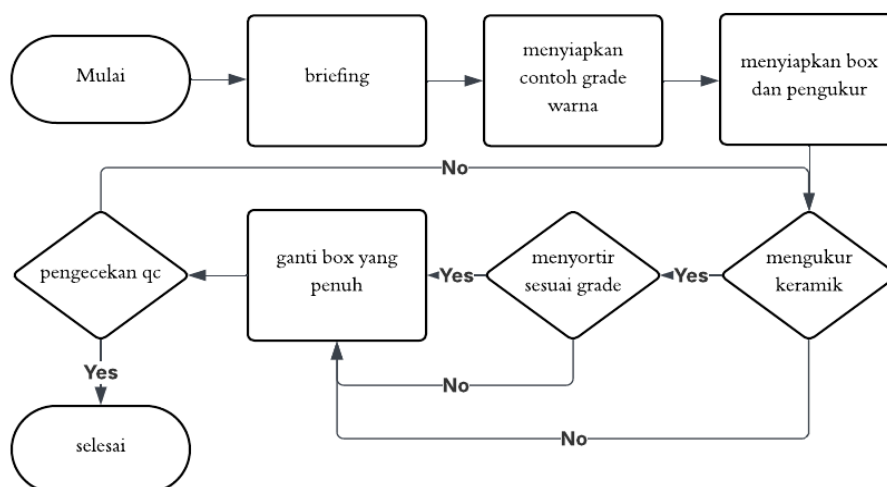 Mulai
briefing
menyiapkan
contoh grade
warna
menyiapkan box
dan pengukur
No
pengecekan qc
ganti box yang
penuh
Yes
menyortir
sesuai grade
Yes
mengukur
keramik
Yes
No
No
selesai